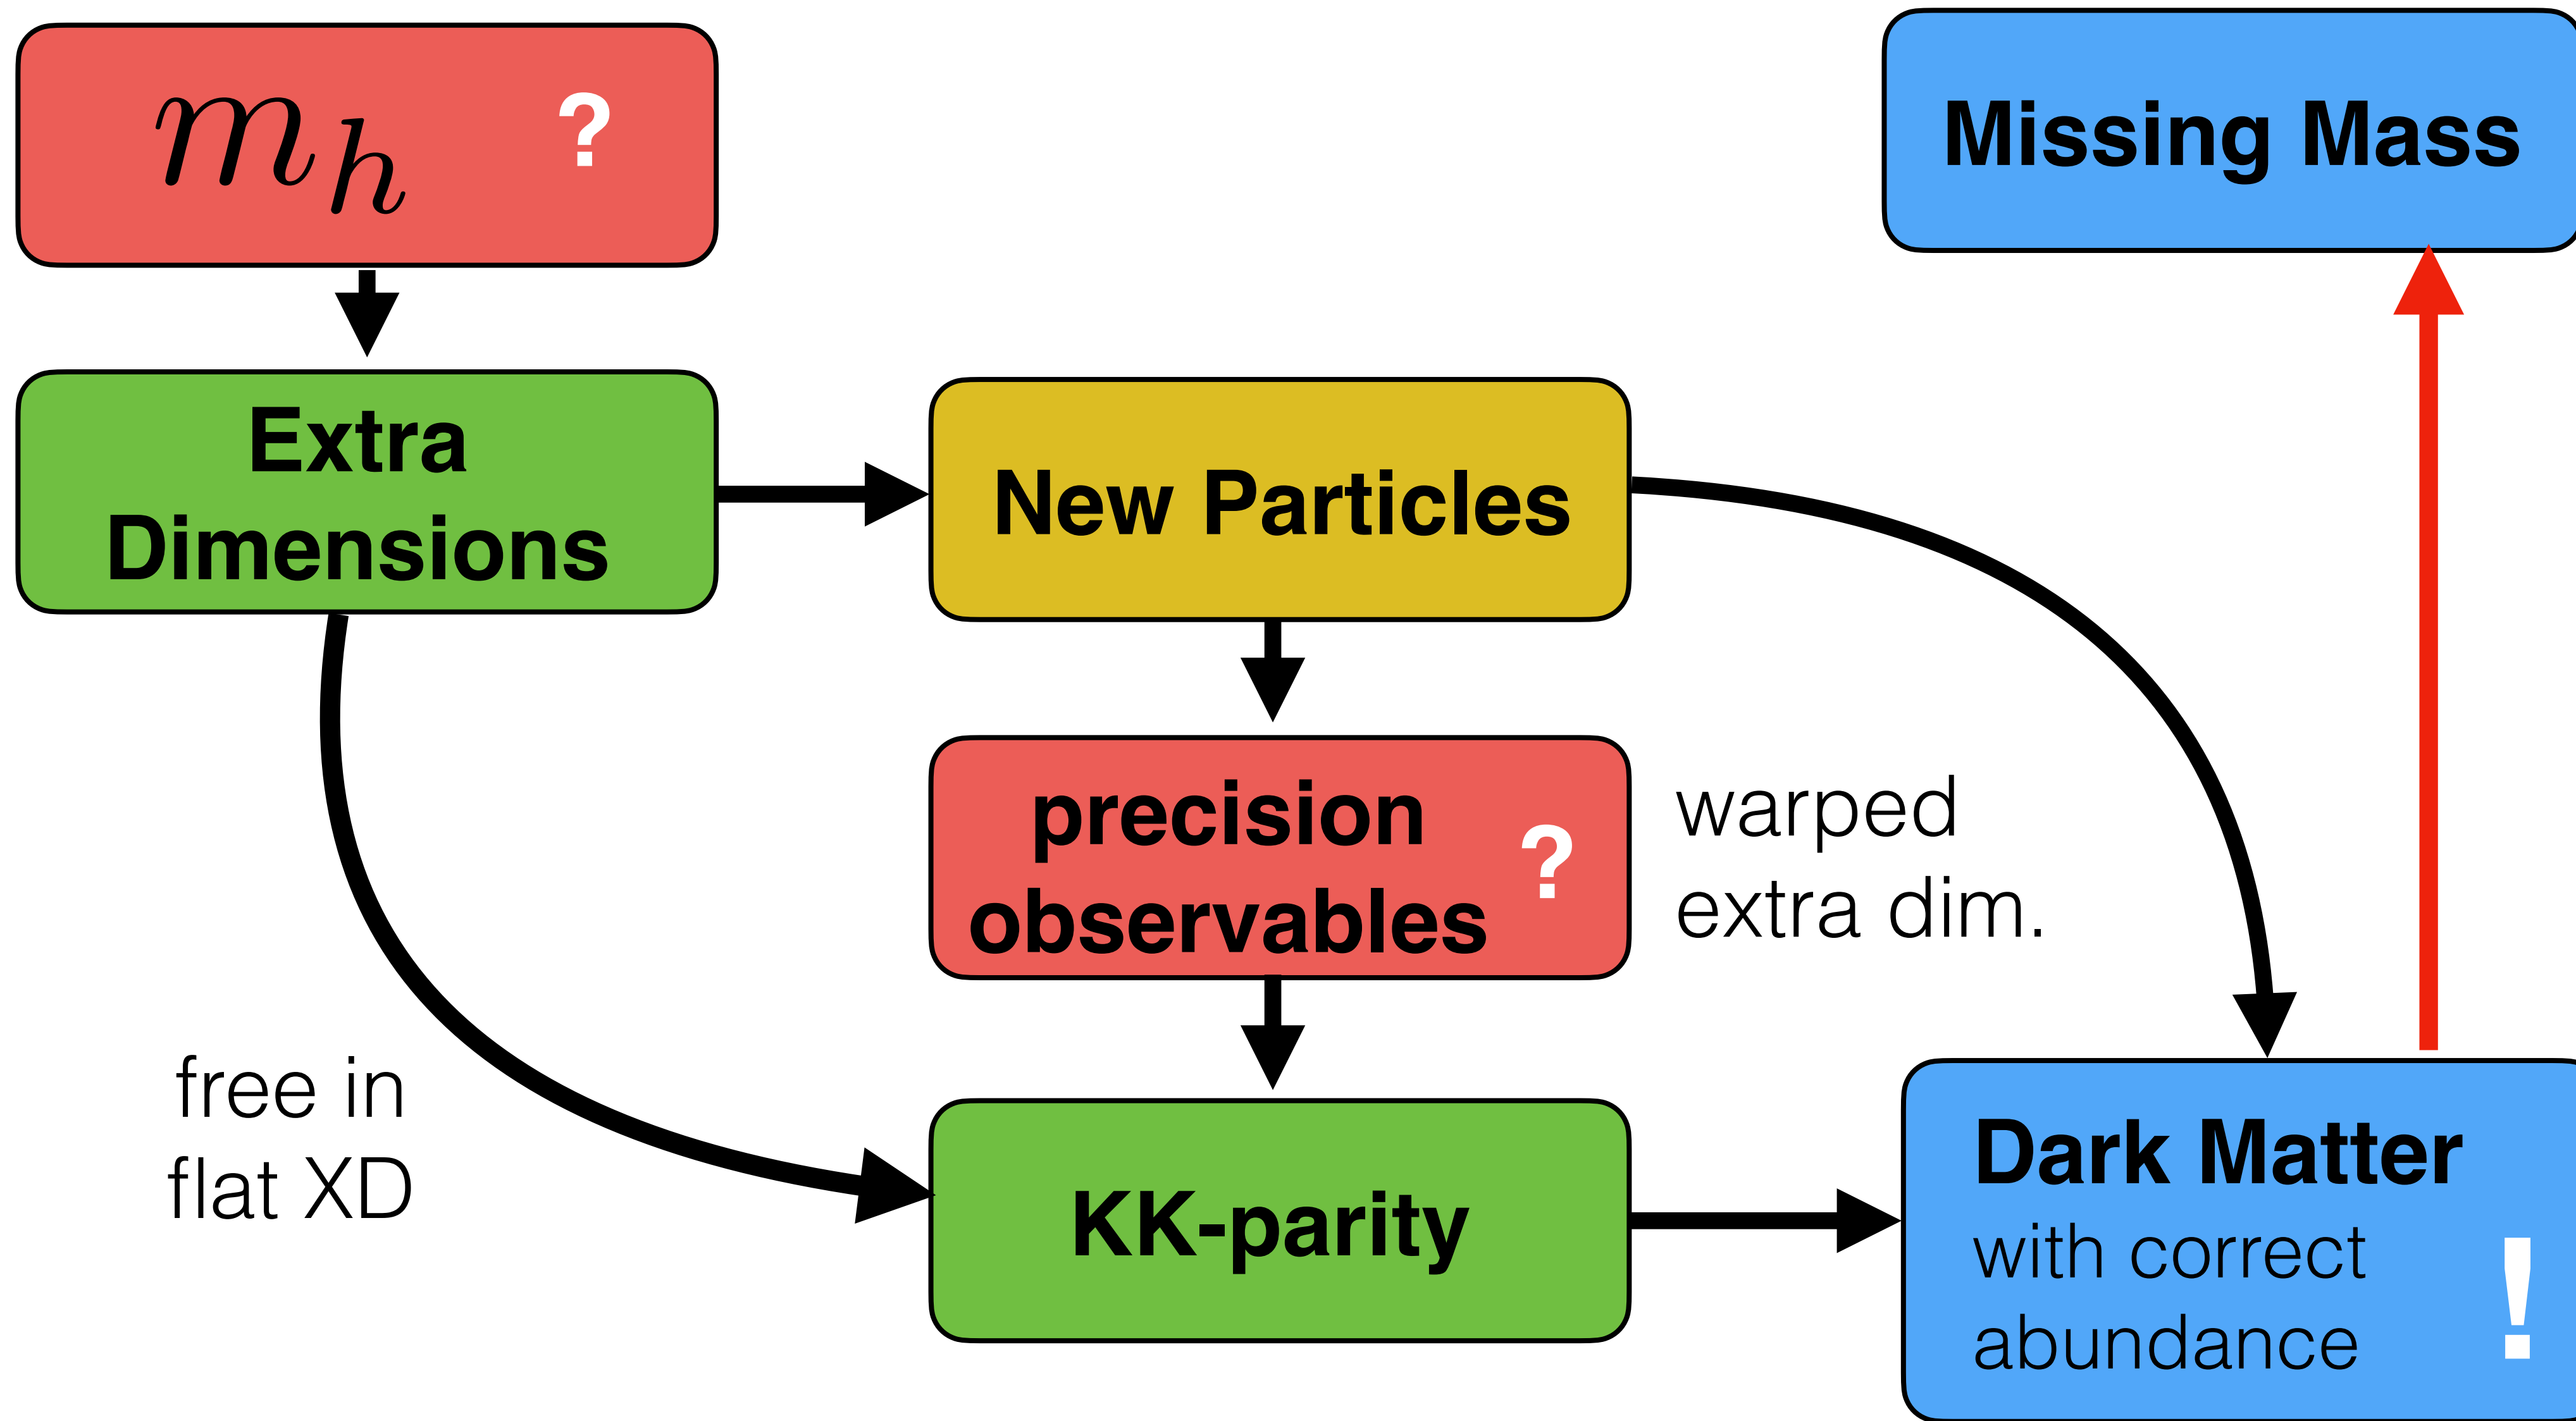 m_h ?
Missing Mass
Extra
Dimensions
New Particles
precision
observables ?
warped
extra dim.
free in
flat XD
KK-parity
Dark Matter
with correct
abundance !